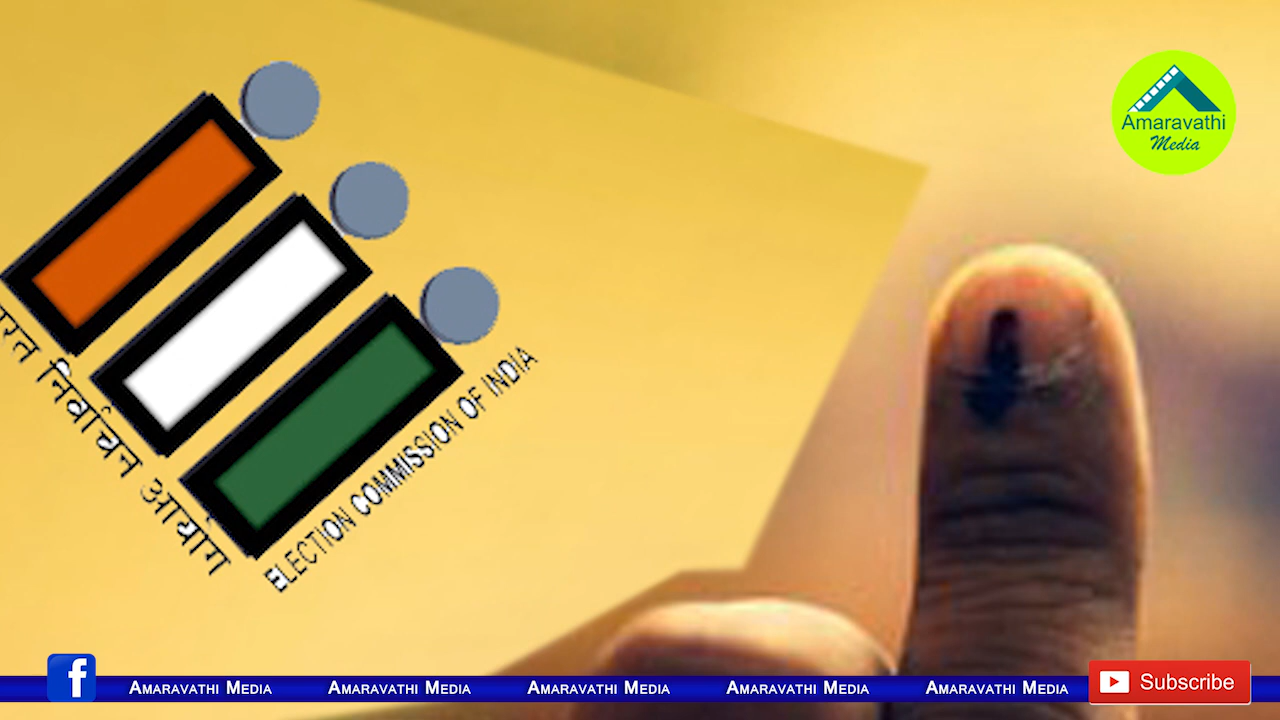 Amaravathi
Media
निर्वाचन आयोग
ELECTION COMMISSION OF INDIA
f
AMARAVATHI MEDIA AMARAVATHI MEDIA AMARAVATHI MEDIA AMARAVATHI MEDIA AMARAVATHI MEDIA
Subscribe